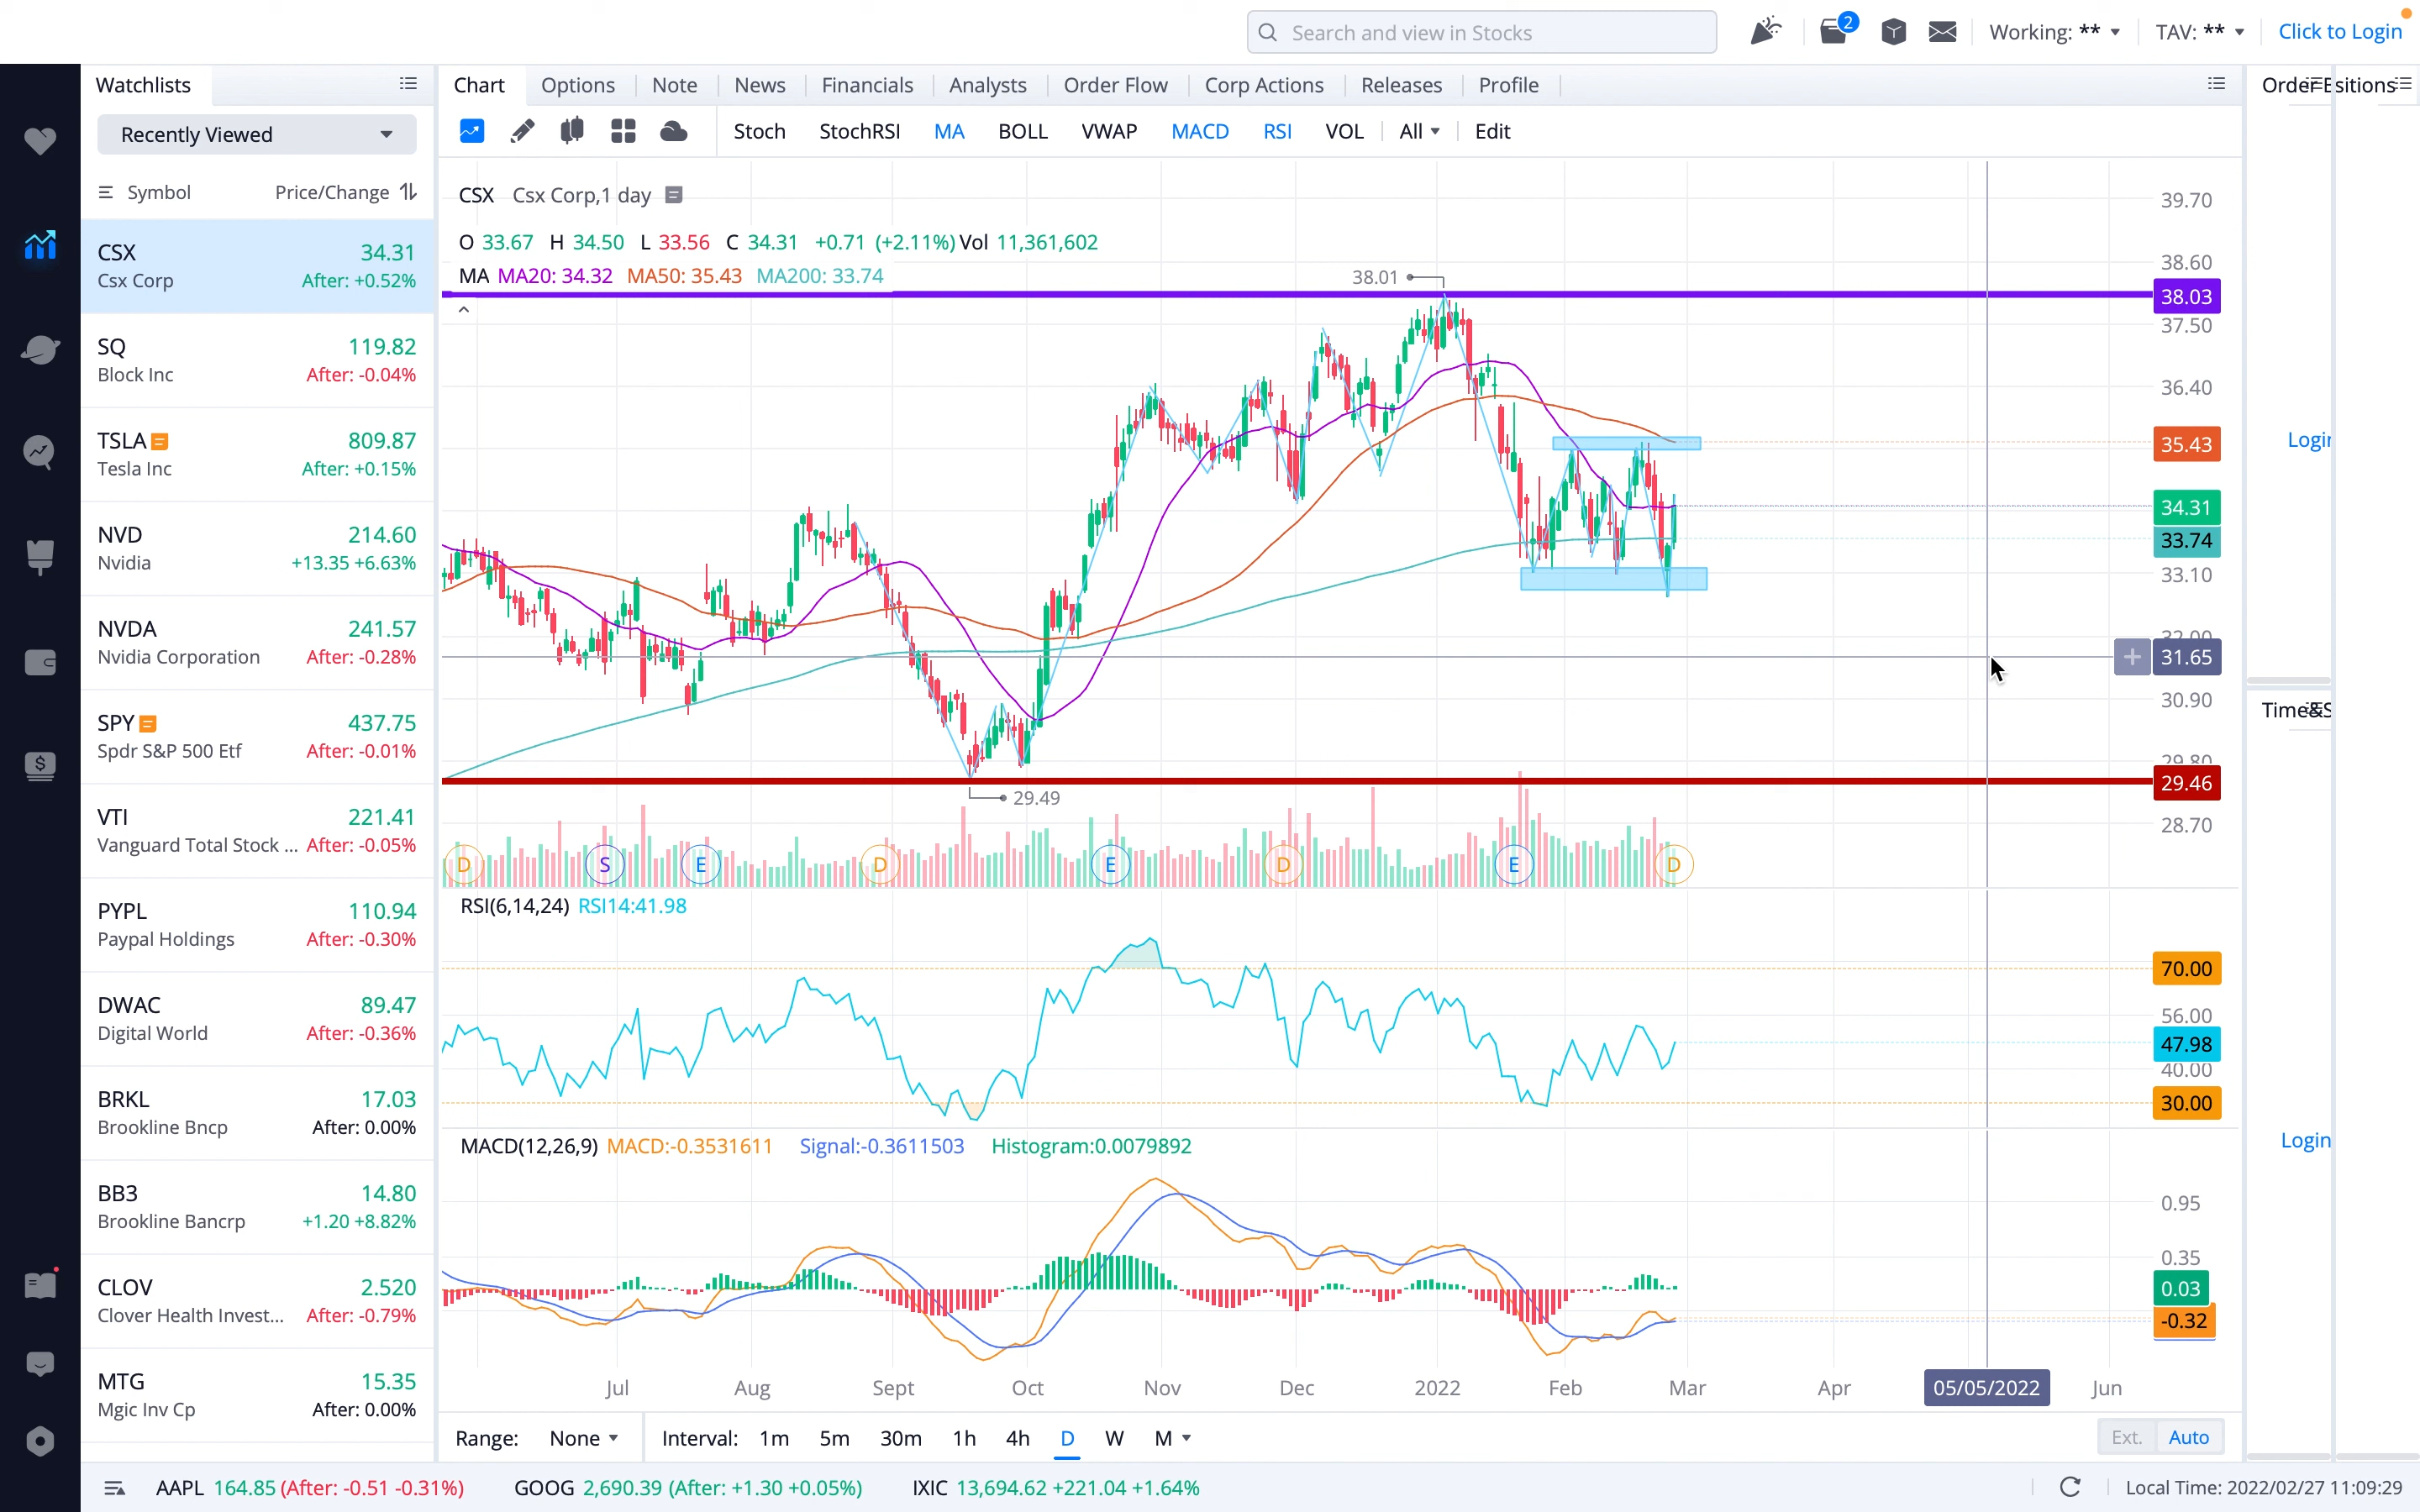 Search and view in Stocks
2
Working: **
TAV: **
Click to Login
Watchlists
Recently Viewed
Symbol Price/Change
CSX 34.31
Csx Corp After: +0.52%
SQ 119.82
Block Inc After: -0.04%
TSLA 809.87
Tesla Inc After: +0.15%
NVD 214.60
Nvidia +13.35 +6.63%
NVDA 241.57
Nvidia Corporation After: -0.28%
SPY 437.75
Spdr S&P 500 Etf After: -0.01%
VTI 221.41
Vanguard Total Stock ... After: -0.05%
PYPL 110.94
Paypal Holdings After: -0.30%
DWAC 89.47
Digital World After: -0.36%
BRKL 17.03
Brookline Bncp After: 0.00%
BB3 14.80
Brookline Bancrp +1.20 +8.82%
CLOV 2.520
Clover Health Invest... After: -0.79%
MTG 15.35
Mgic Inv Cp After: 0.00%
Chart Options Note News Financials Analysts Order Flow Corp Actions Releases Profile
Stoch StochRSI MA BOLL VWAP MACD RSI VOL All Edit
CSX Csx Corp,1 day
O 33.67 H 34.50 L 33.56 C 34.31 +0.71 (+2.11%) Vol 11,361,602
MA MA20: 34.32 MA50: 35.43 MA200: 33.74
38.01
29.49
39.70
38.60
38.03
37.50
36.40
35.43
34.31
33.74
33.10
32.00
31.65
30.90
29.80
29.46
28.70
D S E D E D E D
RSI(6,14,24) RSI14:41.98
70.00
56.00
47.98
40.00
30.00
MACD(12,26,9) MACD:-0.3531611 Signal:-0.3611503 Histogram:0.0079892
0.95
0.35
0.03
-0.32
Jul Aug Sept Oct Nov Dec 2022 Feb Mar Apr 05/05/2022 Jun
Range: None Interval: 1m 5m 30m 1h 4h D W M
Ext. Auto
Login
Time&S
Login
AAPL 164.85 (After: -0.51 -0.31%) GOOG 2,690.39 (After: +1.30 +0.05%) IXIC 13,694.62 +221.04 +1.64%
Local Time: 2022/02/27 11:09:29